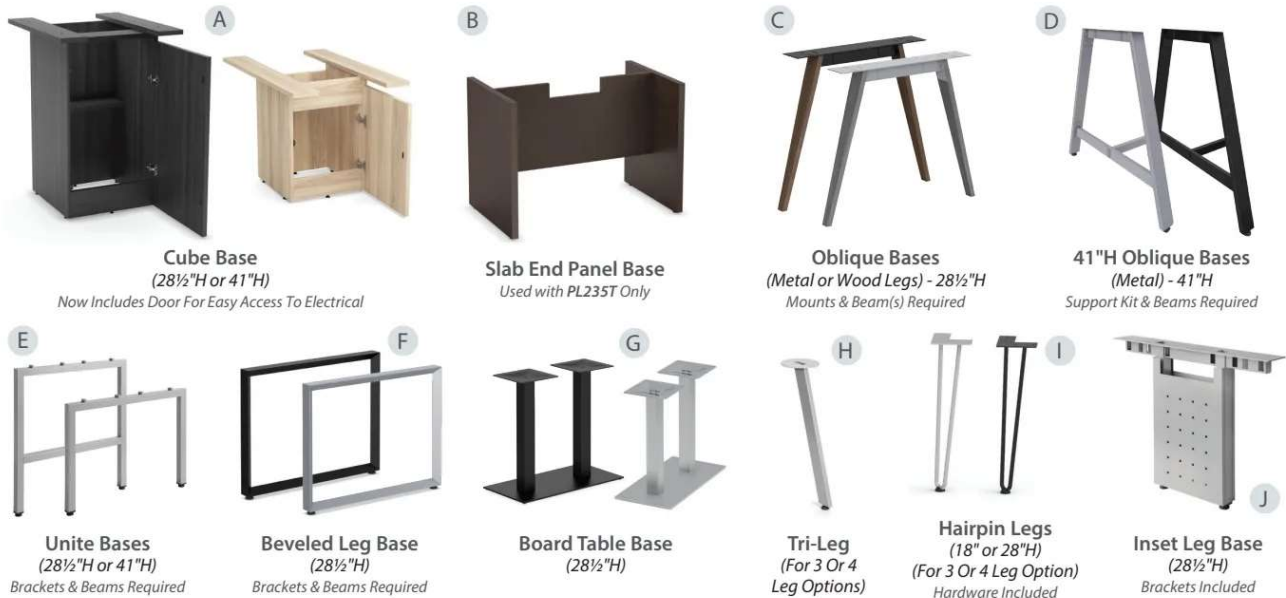 A
B
C
D
Cube Base
(28½"H or 41"H)
Now Includes Door For Easy Access To Electrical
Slab End Panel Base
Used with PL235T Only
Oblique Bases
(Metal or Wood Legs) - 28½"H
Mounts & Beam(s) Required
41"H Oblique Bases
(Metal) - 41"H
Support Kit & Beams Required
E
F
G
H
I
J
Unite Bases
(28½"H or 41"H)
Brackets & Beams Required
Beveled Leg Base
(28½"H)
Brackets & Beams Required
Board Table Base
(28½"H)
Tri-Leg
(For 3 Or 4
Leg Options)
Hairpin Legs
(18" or 28"H)
(For 3 Or 4 Leg Option)
Hardware Included
Inset Leg Base
(28½"H)
Brackets Included